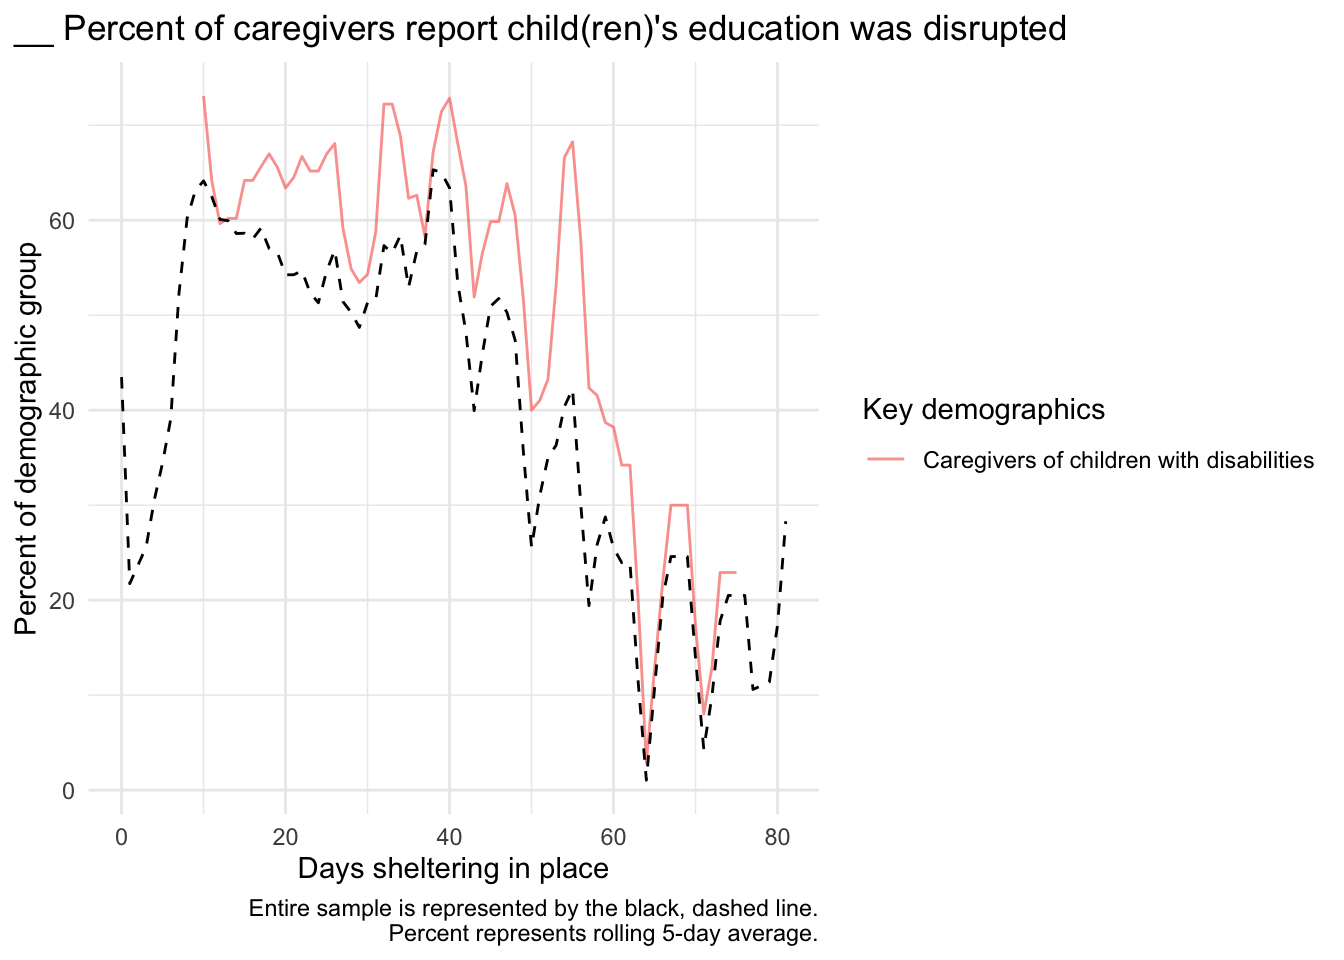 __ Percent of caregivers report child(ren)'s education was disrupted
Percent of demographic group
60
40
20
0
0 20 40 60 80
Days sheltering in place
Key demographics
Caregivers of children with disabilities
Entire sample is represented by the black, dashed line.
Percent represents rolling 5-day average.